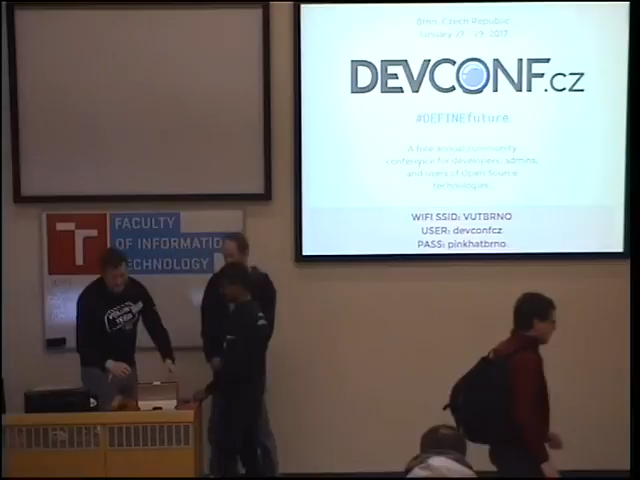 Brno, Czech Republic
January 27 - 29, 2017
DEVCONF.cz
#DEFINEfuture
A free annual community
conference for developers, admins,
and users of Open Source
technologies.
WIFI SSID: VUTBRNO
USER: devconfcz
PASS: pinkhatbrno
FACULTY
OF INFORMATIO
TECHNOLOGY